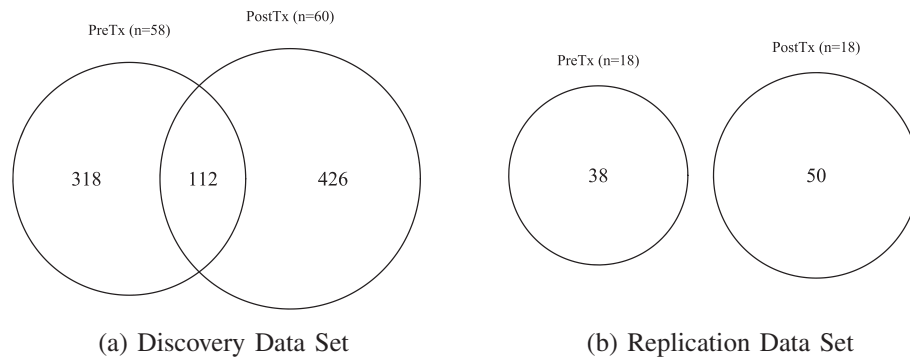 PreTx (n=58)
PostTx (n=60)
318
112
426
(a) Discovery Data Set
PreTx (n=18)
PostTx (n=18)
38
50
(b) Replication Data Set